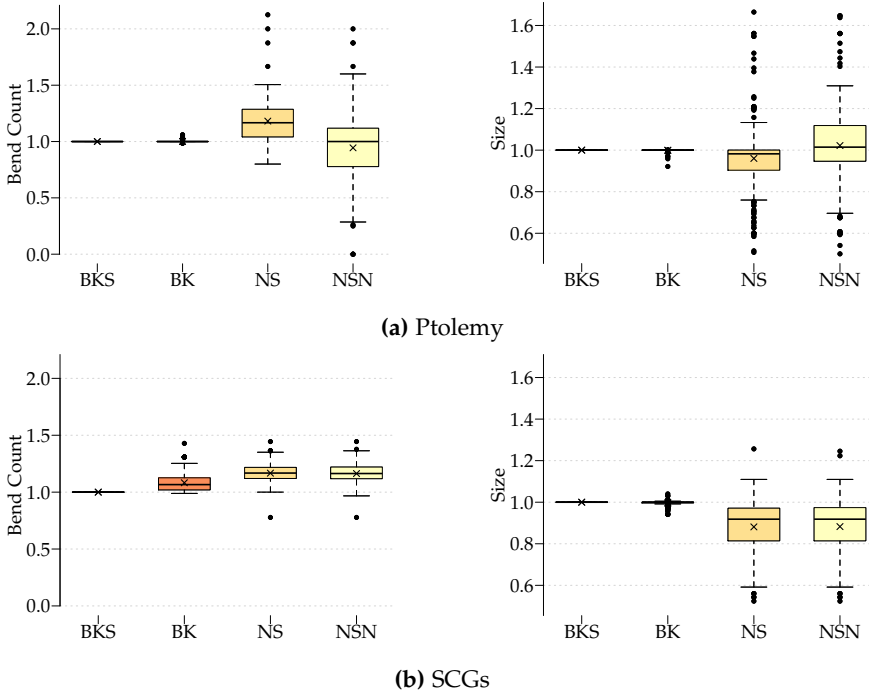 Bend Count
2.0
1.5
1.0
0.5
0.0
BKS BK NS NSN
Size
1.6
1.4
1.2
1.0
0.8
0.6
BKS BK NS NSN
(a) Ptolemy
Bend Count
2.0
1.5
1.0
0.5
0.0
BKS BK NS NSN
Size
1.6
1.4
1.2
1.0
0.8
0.6
BKS BK NS NSN
(b) SCGs